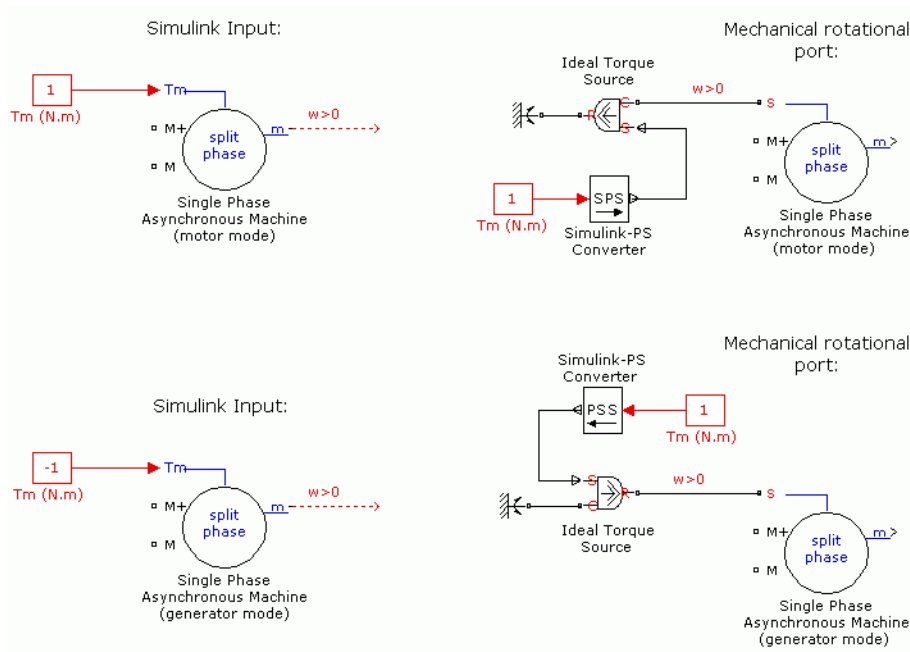 Simulink Input:
1
Tm (N.m)
Tm
M+
M
split
phase
m
w>0
Single Phase
Asynchronous Machine
(motor mode)
Mechanical rotational
port:
Ideal Torque
Source
R
C
S
w>0
S
1
Tm (N.m)
SPS
Simulink-PS
Converter
M+
M
split
phase
m
Single Phase
Asynchronous Machine
(motor mode)
Simulink Input:
-1
Tm (N.m)
Tm
M+
M
split
phase
m
w>0
Single Phase
Asynchronous Machine
(generator mode)
Mechanical rotational
port:
Simulink-PS
Converter
PSS
1
Tm (N.m)
S
C
R
Ideal Torque
Source
w>0
S
M+
M
split
phase
m
Single Phase
Asynchronous Machine
(generator mode)